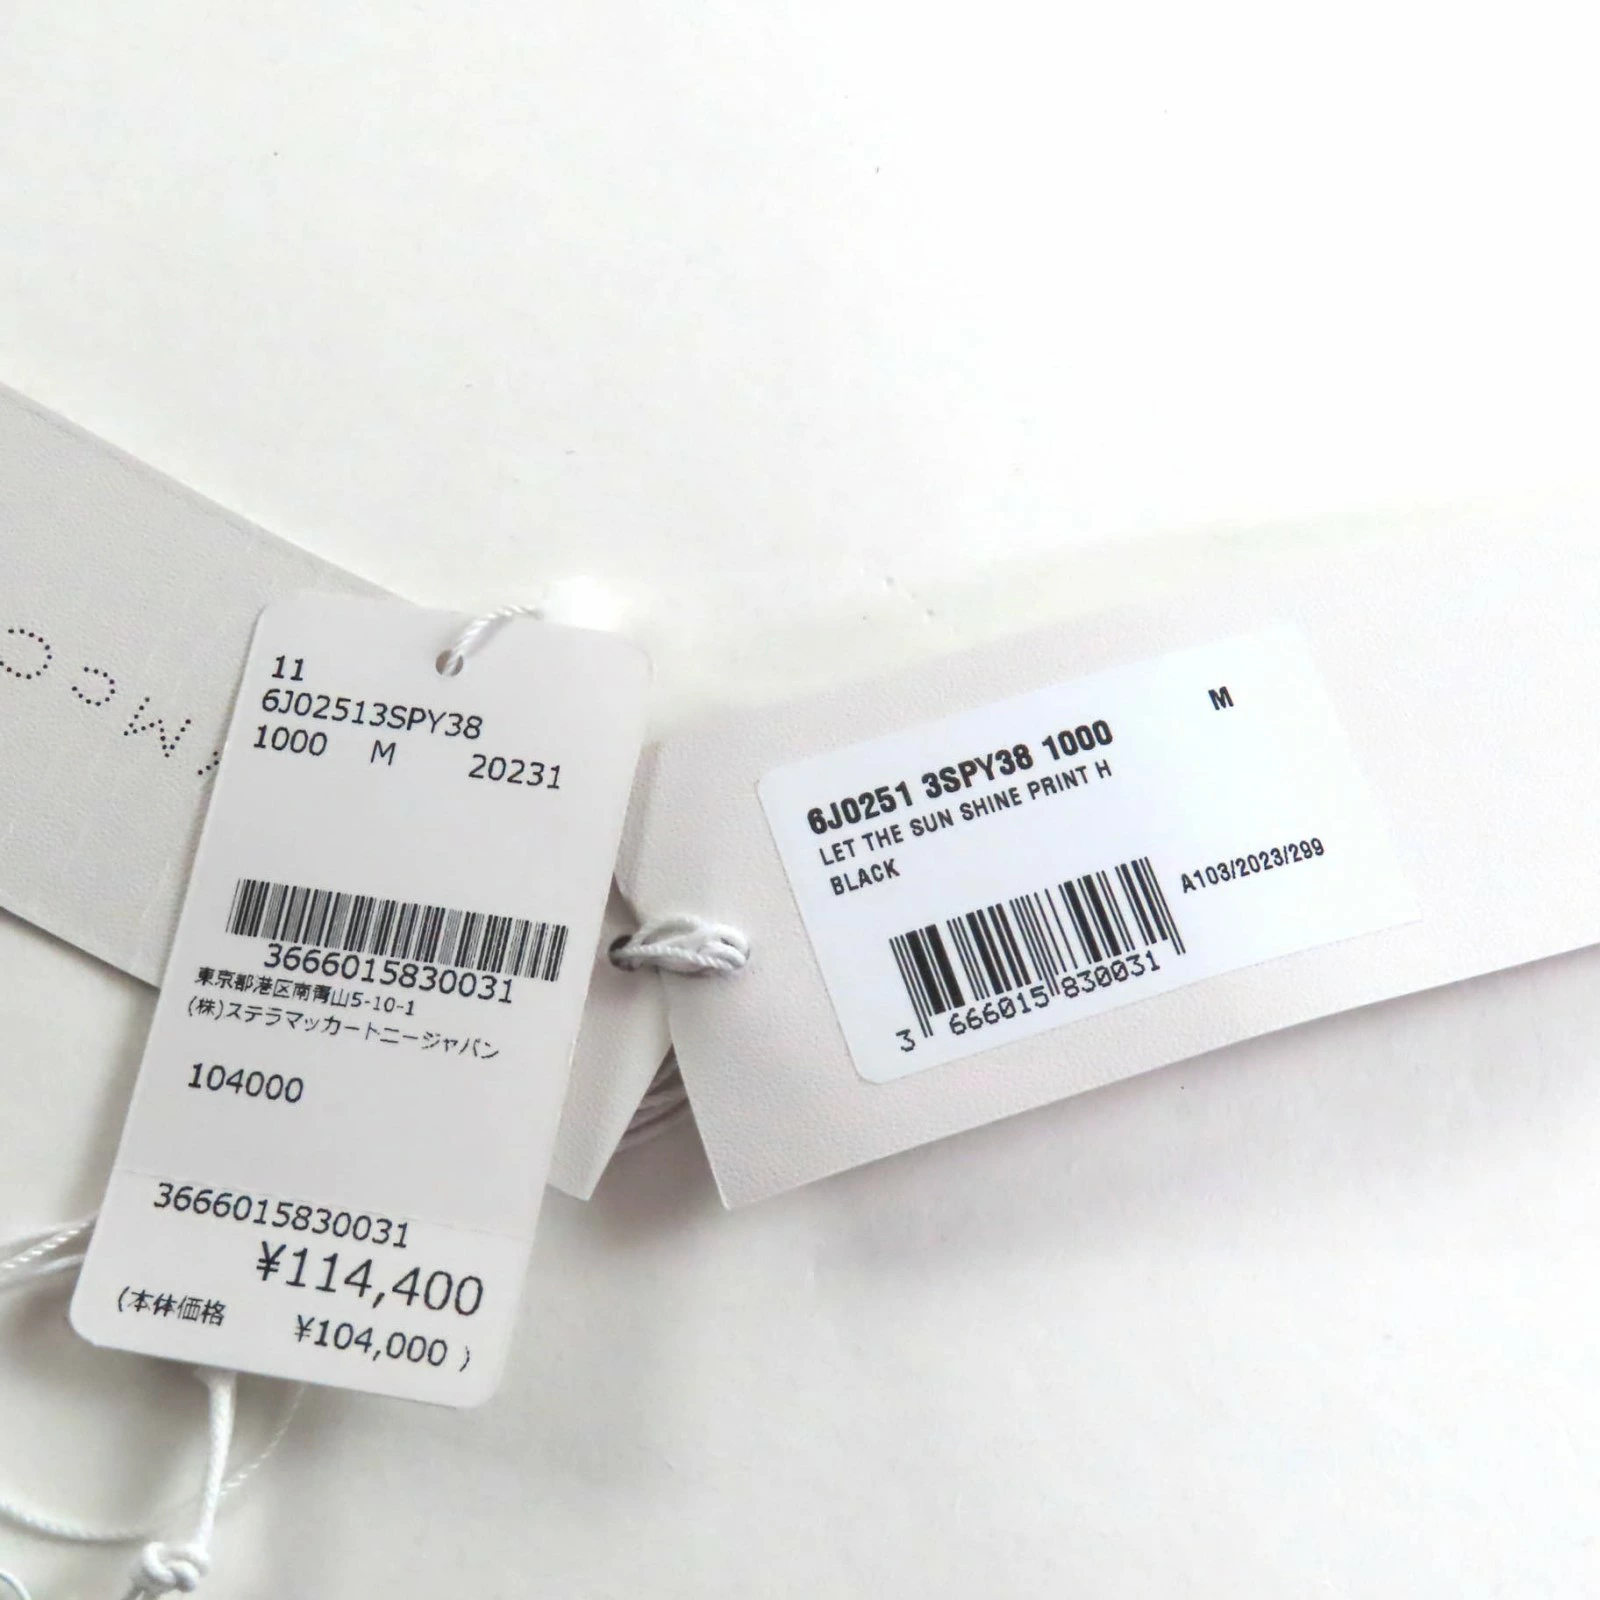 McC
11
6J02513SPY38
1000 M 20231
3666015830031
東京都港区南青山5-10-1
(株)ステラマッカートニージャパン
104000
3666015830031
¥114,400
(本体価格 ¥104,000 )
M
6J0251 3SPY38 1000
LET THE SUN SHINE PRINT H
BLACK
A103/2023/299
3 666015 830031